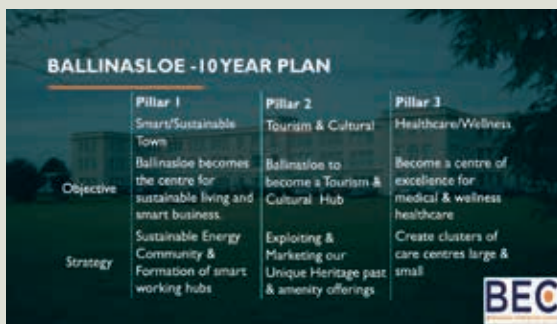 BALLINASLOE -10 YEAR PLAN
Pillar 1
Smart/Sustainable
Town
Pillar 2
Tourism & Cultural
Pillar 3
Healthcare/Wellness
Objective
Ballinasloe becomes
the centre for
sustainable living and
smart business.
Ballinasloe to
become a Tourism &
Cultural Hub
Become a centre of
excellence for
medical & wellness
healthcare
Strategy
Sustainable Energy
Community &
Formation of smart
working hubs
Exploiting &
Marketing our
Unique Heritage past
& amenity offerings
Create clusters of
care centres large &
small
BEC